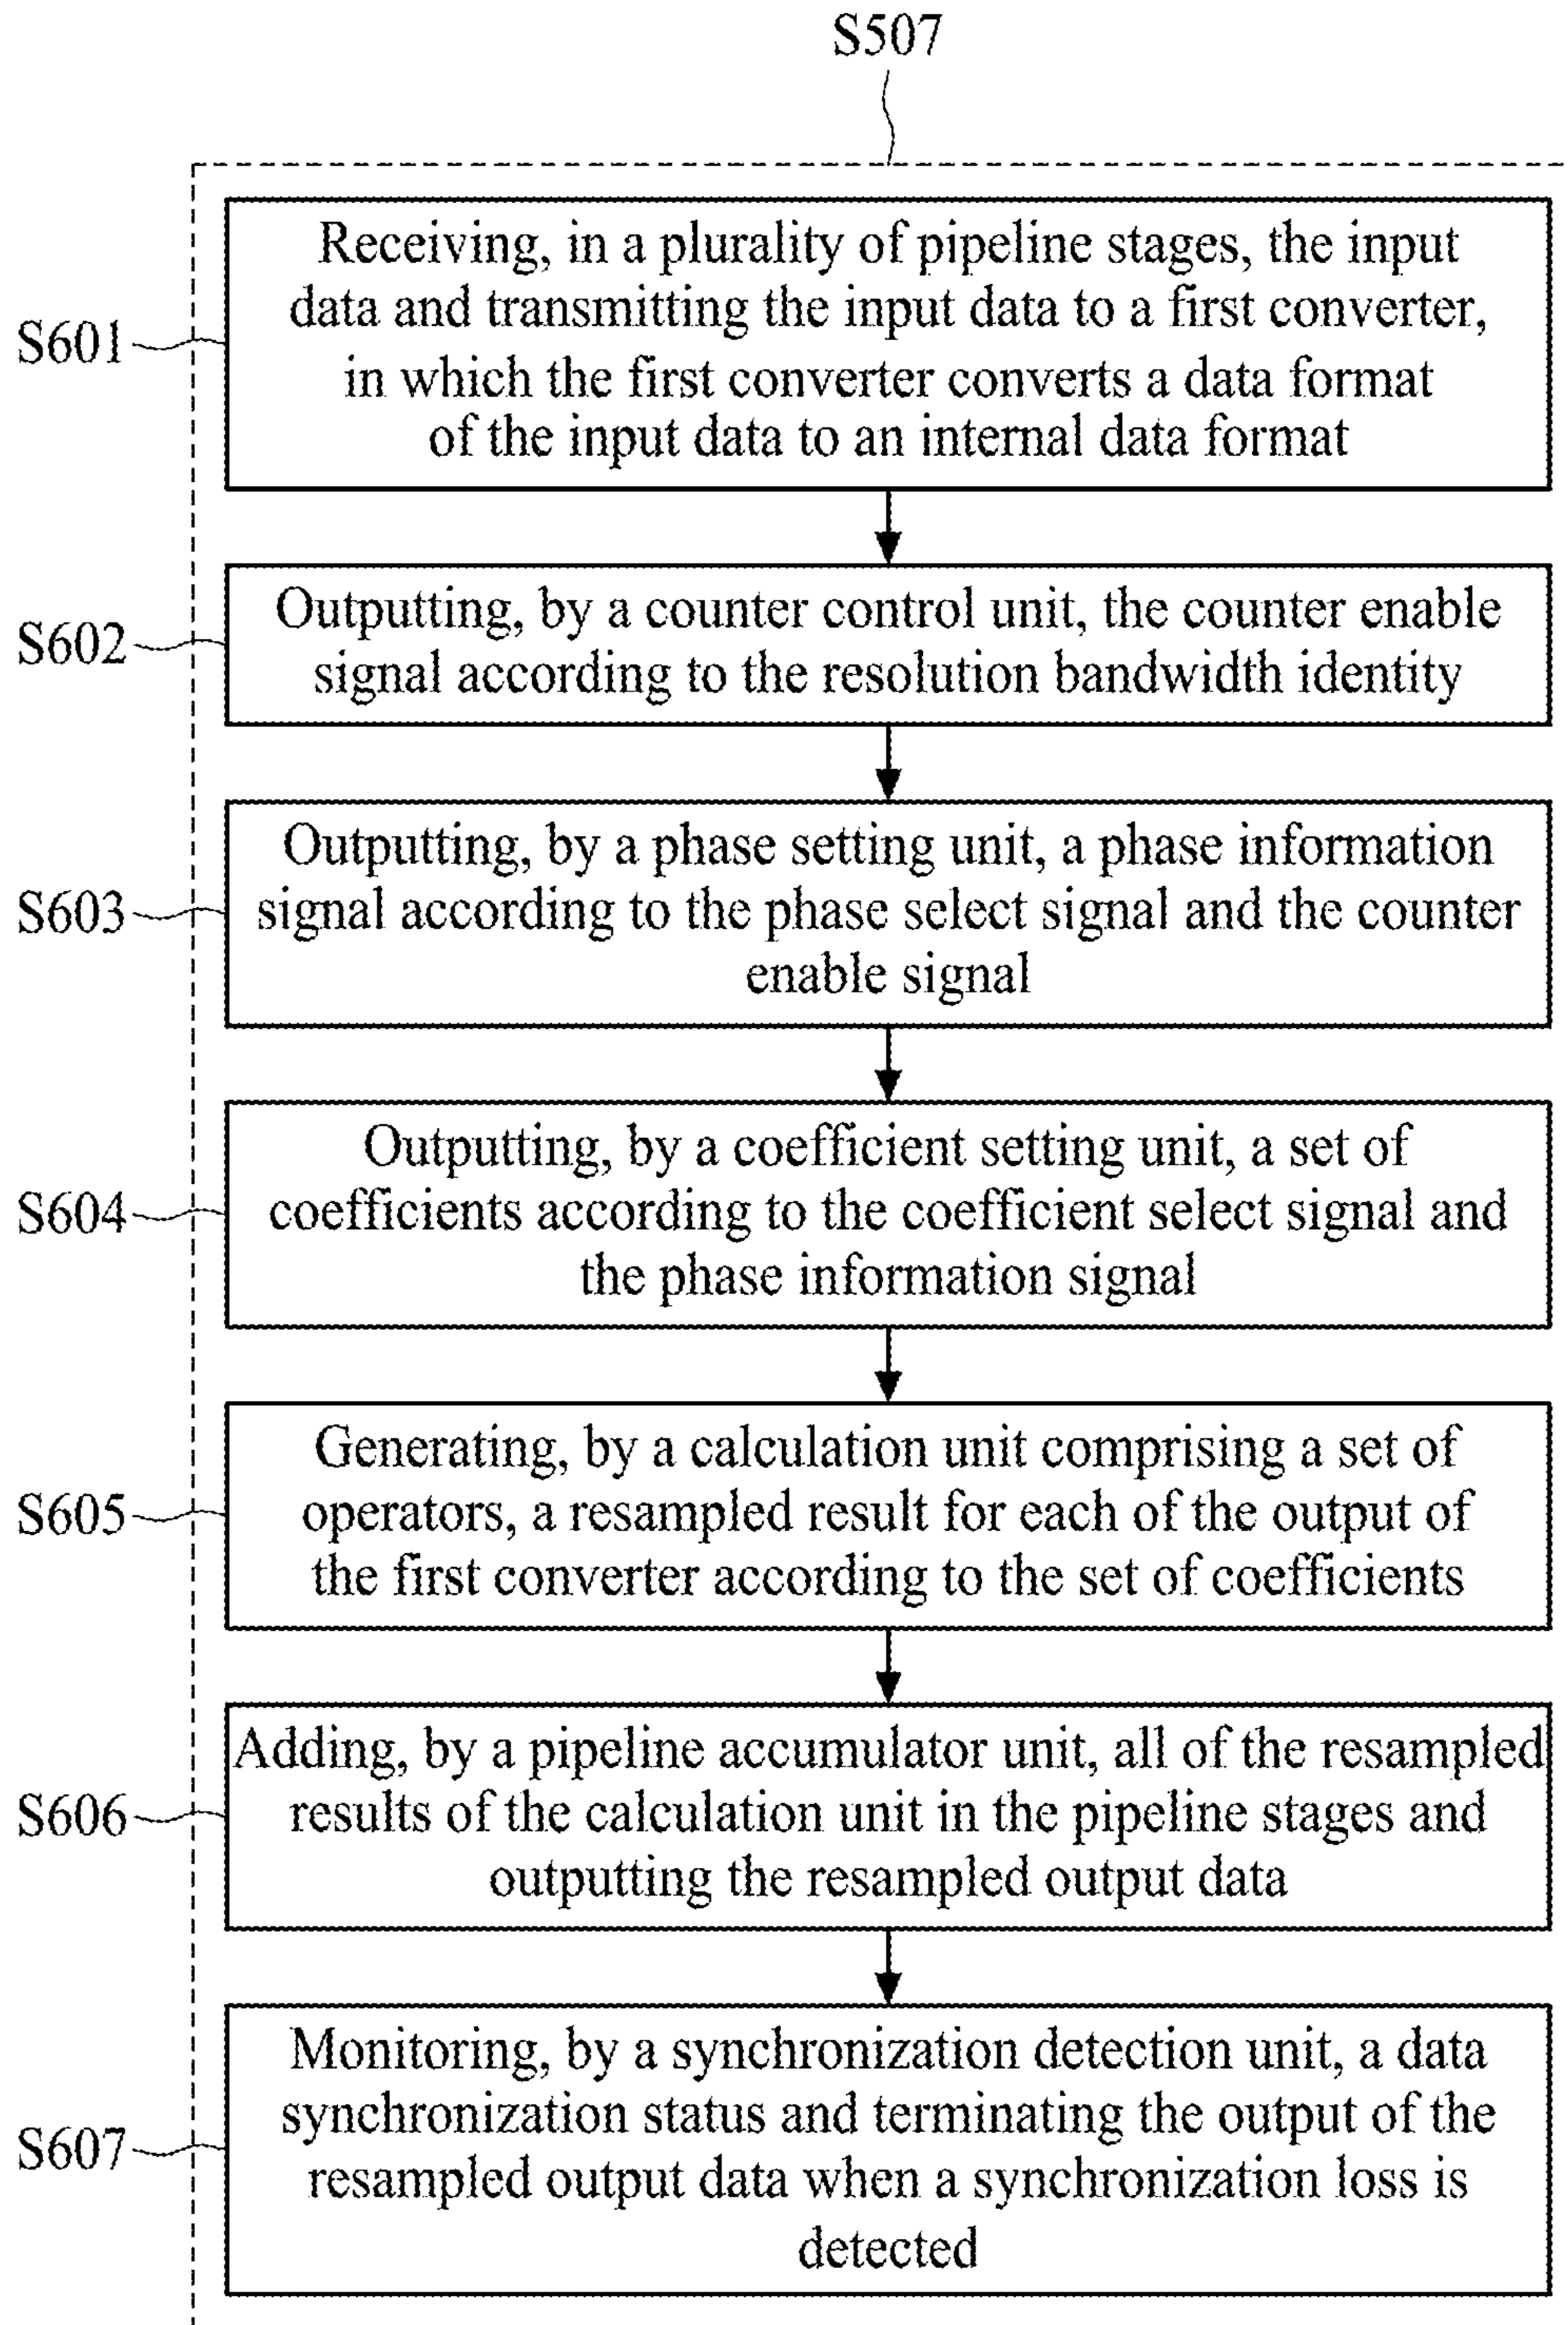 S507
S601
Receiving, in a plurality of pipeline stages, the input
data and transmitting the input data to a first converter,
in which the first converter converts a data format
of the input data to an internal data format
S602
Outputting, by a counter control unit, the counter enable
signal according to the resolution bandwidth identity
S603
Outputting, by a phase setting unit, a phase information
signal according to the phase select signal and the counter
enable signal
S604
Outputting, by a coefficient setting unit, a set of
coefficients according to the coefficient select signal and
the phase information signal
S605
Generating, by a calculation unit comprising a set of
operators, a resampled result for each of the output of
the first converter according to the set of coefficients
S606
Adding, by a pipeline accumulator unit, all of the resampled
results of the calculation unit in the pipeline stages and
outputting the resampled output data
S607
Monitoring, by a synchronization detection unit, a data
synchronization status and terminating the output of the
resampled output data when a synchronization loss is
detected